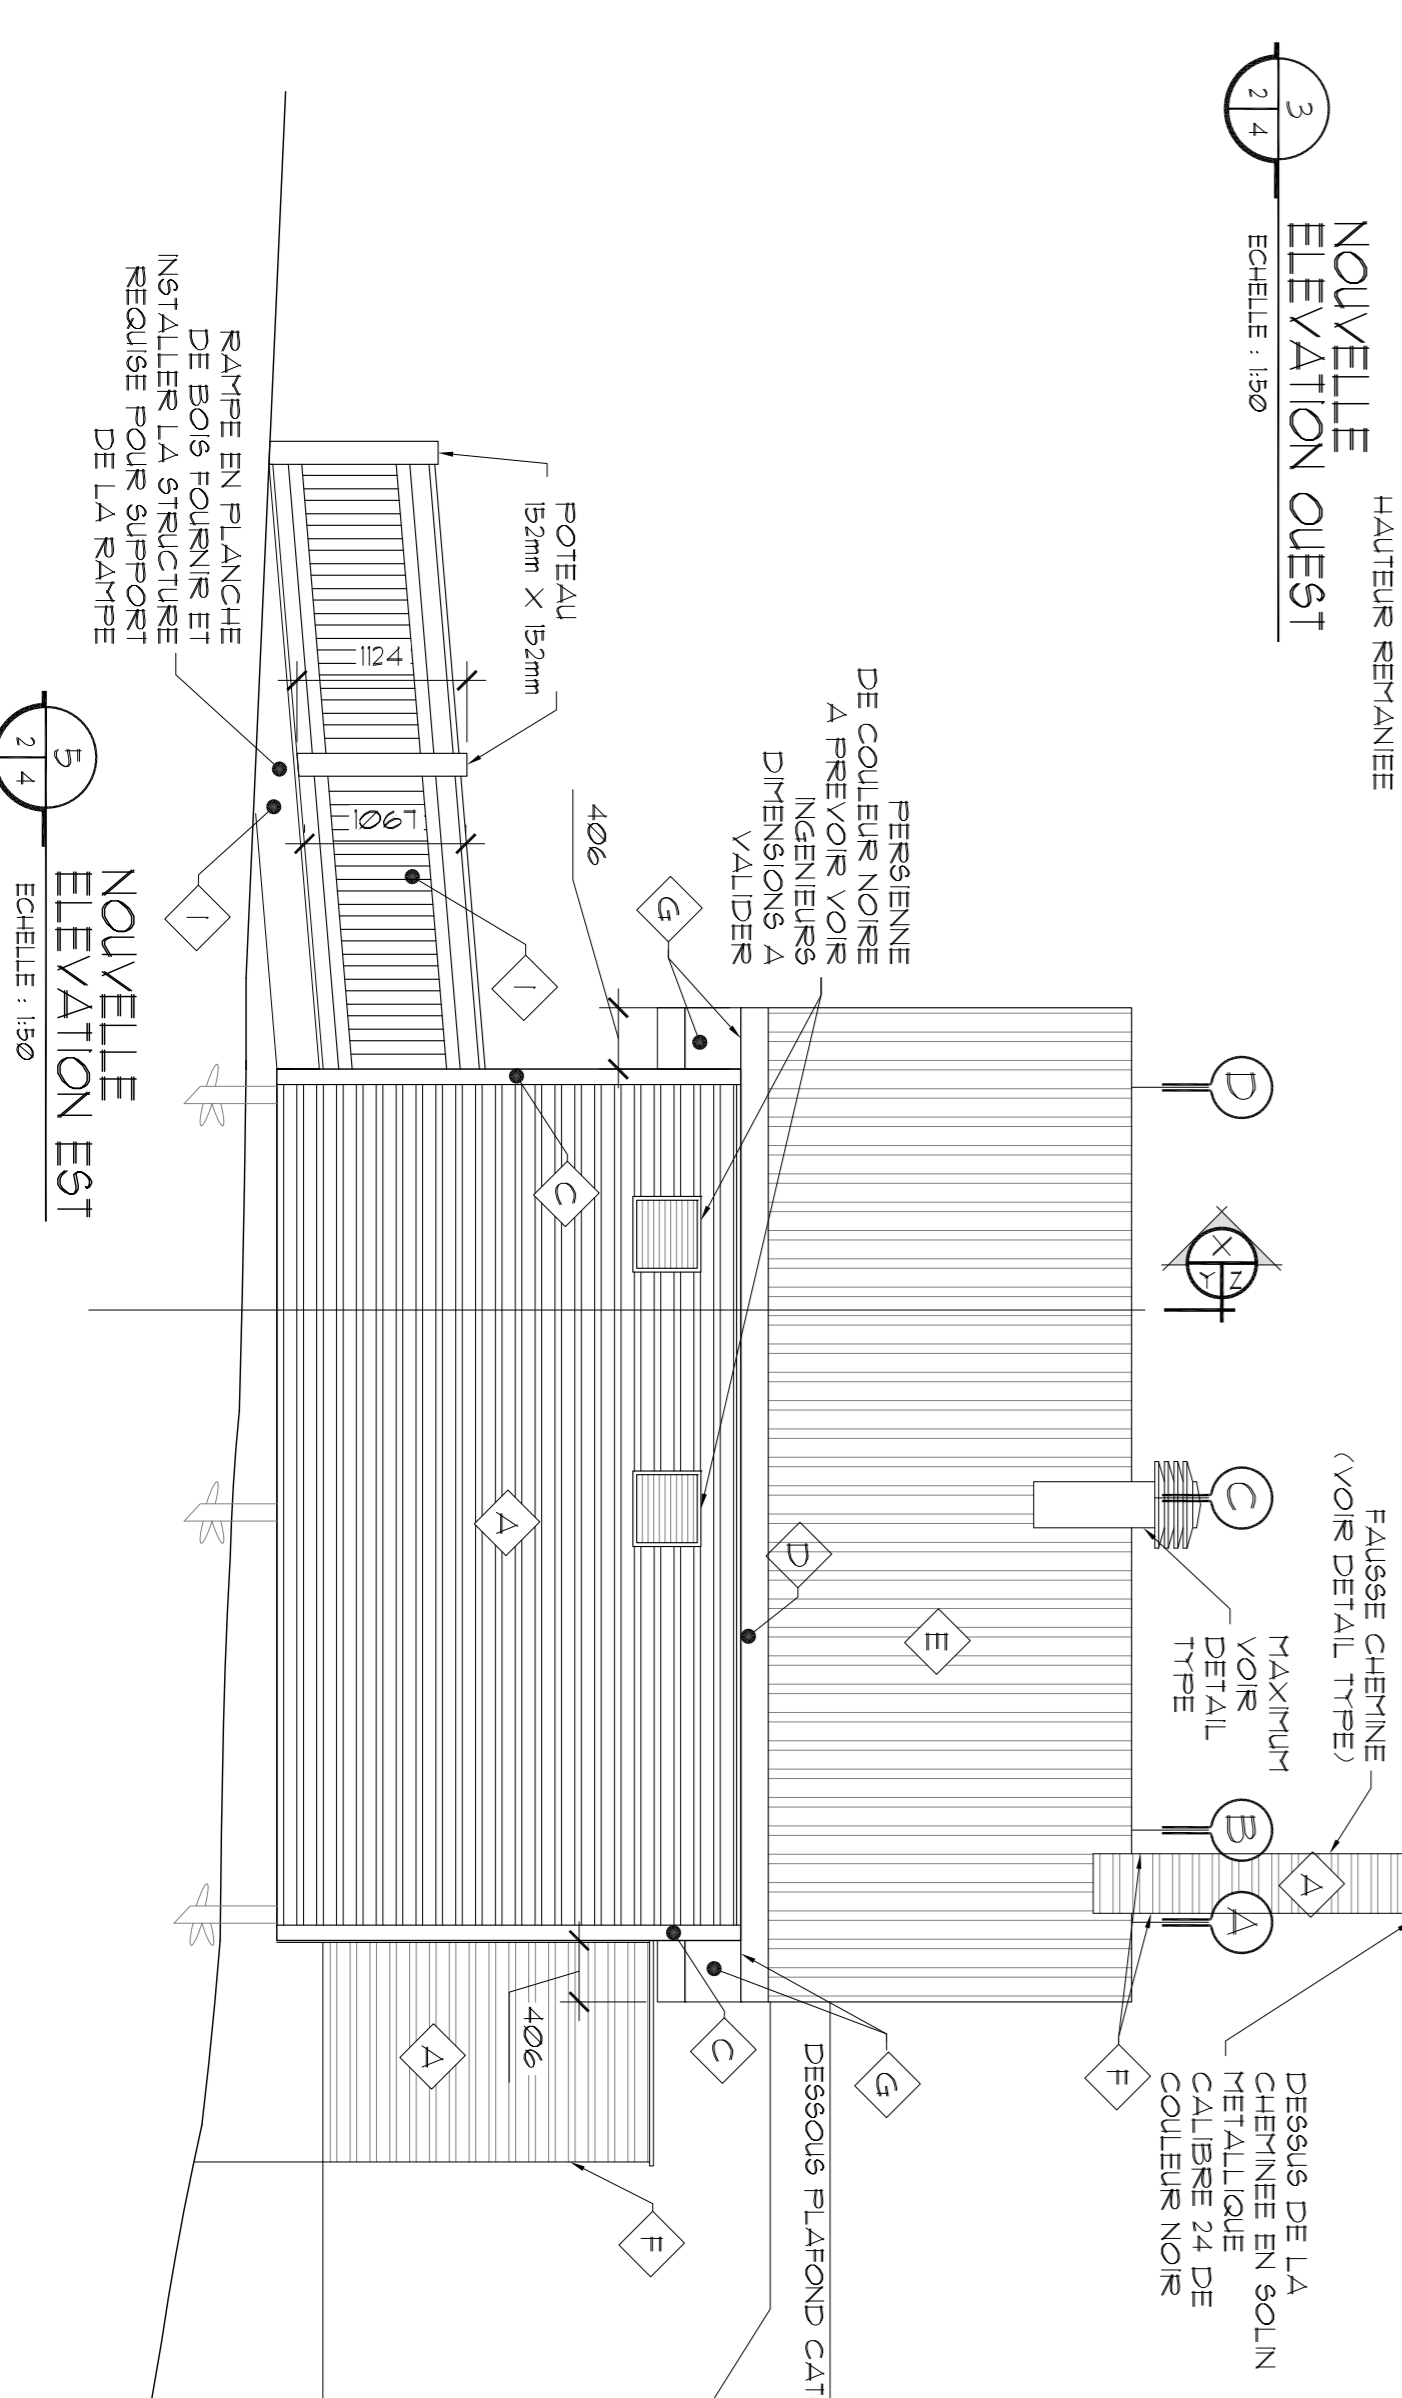 3
2 4
NOUVELLE
ELEVATION OUEST
ECHELLE : 1:50
HAUTEUR REMANIEE
FAUSSE CHEMINE
(VOIR DETAIL TYPE)
A
D
X
Y Z
C
B
A
MAXIMUM
VOIR
DETAIL
TYPE
DESSUS DE LA
CHEMINEE EN SOLIN
METALLIQUE
CALIBRE 24 DE
COULEUR NOIR
F
E
D
PERSIENNE
DE COULEUR NOIRE
A PREVOIR VOIR
INGENIEURS
DIMENSIONS A
VALIDER
G
G
DESSOUS PLAFOND CAT
406
C
C
406
POTEAU
152mm X 152mm
1
A
A
F
1124
1067
RAMPE EN PLANCHE
DE BOIS FOURNIR ET
INSTALLER LA STRUCTURE
REQUISE POUR SUPPORT
DE LA RAMPE
1
5
2 4
NOUVELLE
ELEVATION EST
ECHELLE : 1:50